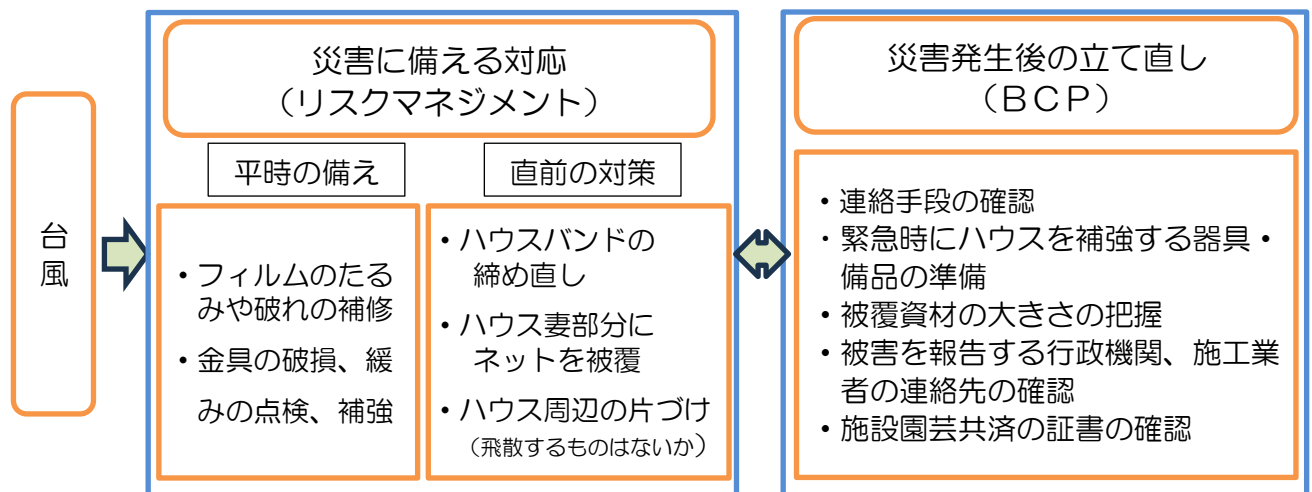 台
風
災害に備える対応
（リスクマネジメント）
平時の備え
・フィルムのたる
みや破れの補修
・金具の破損、緩
みの点検、補強
直前の対策
・ハウスバンドの
締め直し
・ハウス妻部分に
ネットを被覆
・ハウス周辺の片づけ
（飛散するものはないか）
災害発生後の立て直し
（ＢＣＰ）
・連絡手段の確認
・緊急時にハウスを補強する器具・
備品の準備
・被覆資材の大きさの把握
・被害を報告する行政機関、施工業
者の連絡先の確認
・施設園芸共済の証書の確認